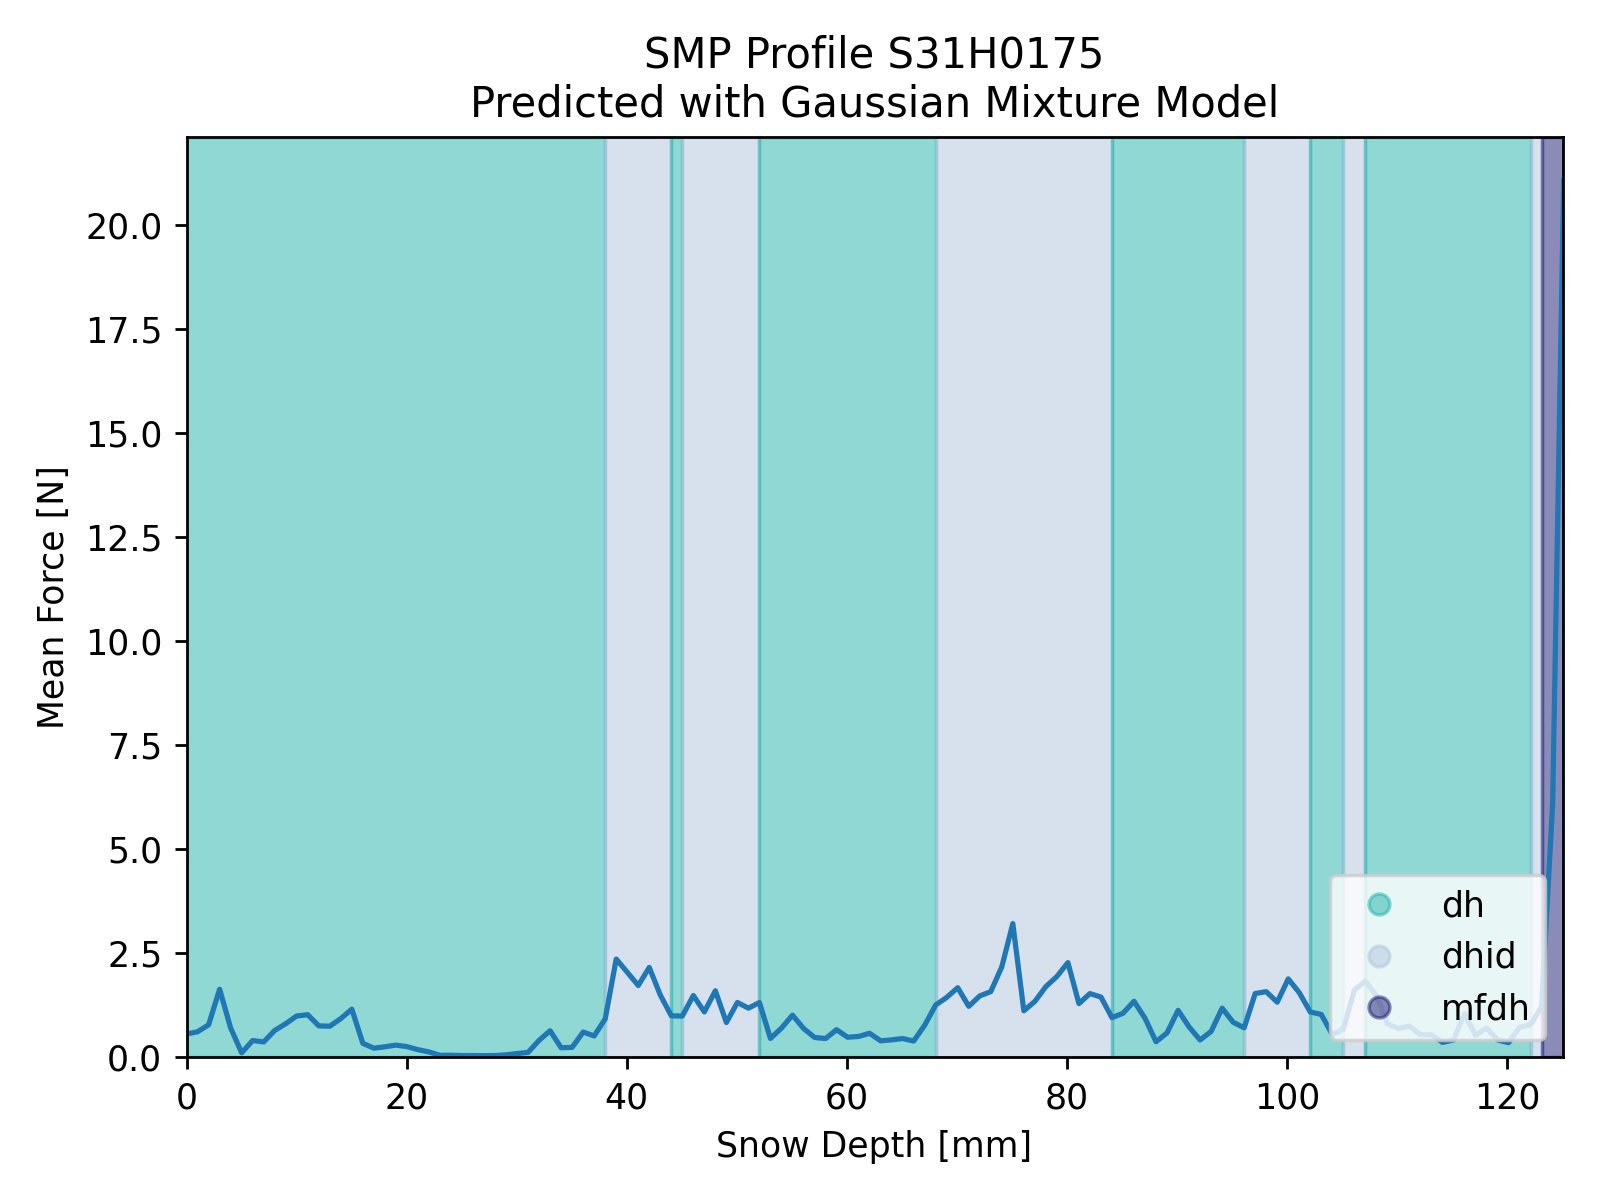 SMP Profile S31H0175
Predicted with Gaussian Mixture Model
Mean Force [N]
20.0
17.5
15.0
12.5
10.0
7.5
5.0
2.5
0.0
dh
dhid
mfdh
0 20 40 60 80 100 120
Snow Depth [mm]